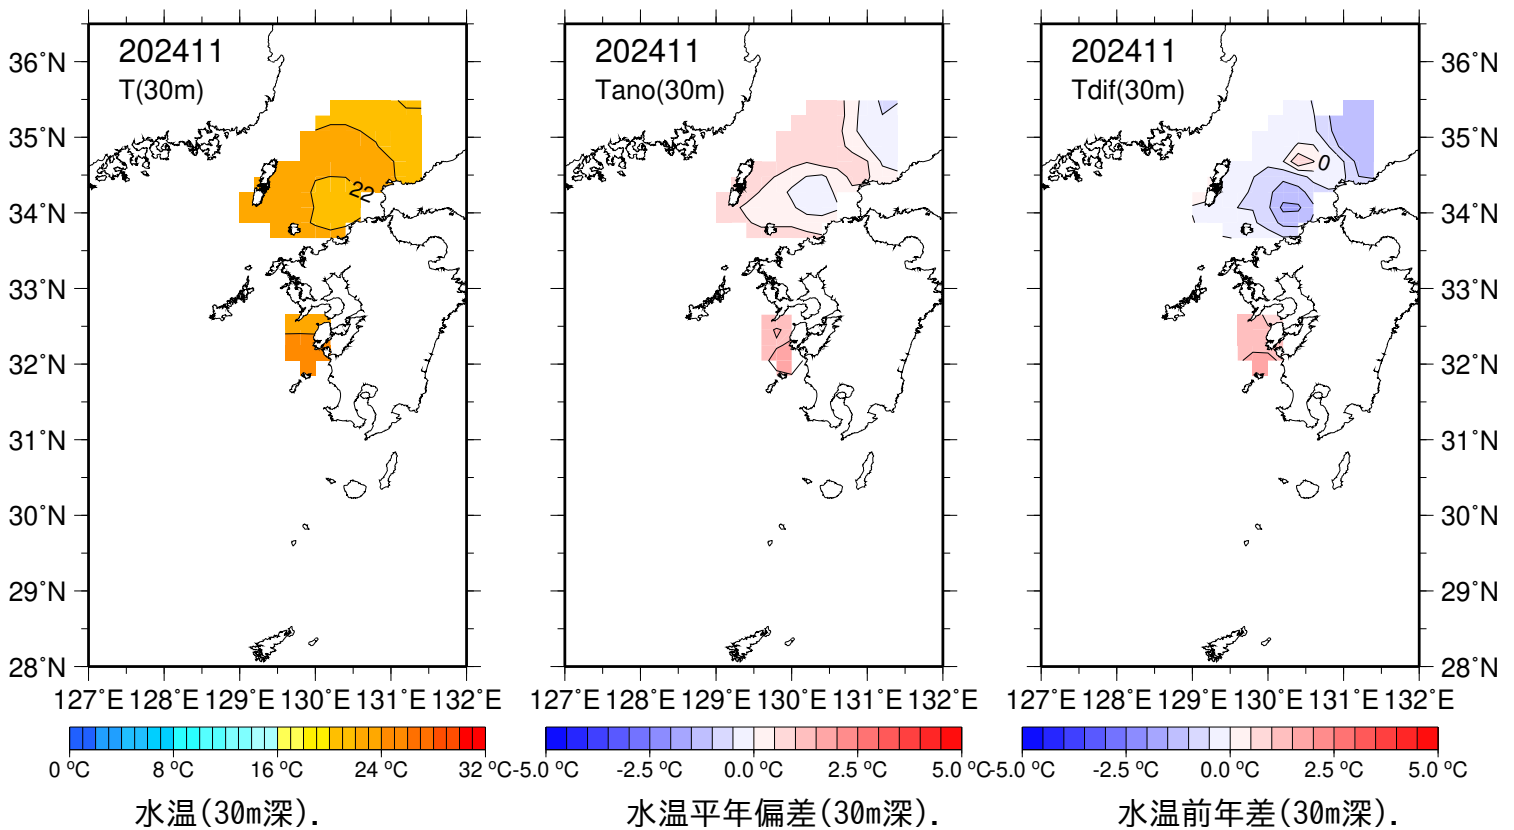 202411 202411 202411
T(30m) Tano(30m) Tdif(30m)
36°N 36°N
35°N 35°N
34°N 34°N
33°N 33°N
32°N 32°N
31°N 31°N
30°N 30°N
29°N 29°N
28°N 28°N
22
0
127°E 128°E 129°E 130°E 131°E 132°E 127°E 128°E 129°E 130°E 131°E 132°E 127°E 128°E 129°E 130°E 131°E 132°E
0 °C 8 °C 16 °C 24 °C 32 °C -5.0 °C -2.5 °C 0.0 °C 2.5 °C 5.0 °C -5.0 °C -2.5 °C 0.0 °C 2.5 °C 5.0 °C
水温(30m深). 水温平年偏差(30m深). 水温前年差(30m深).